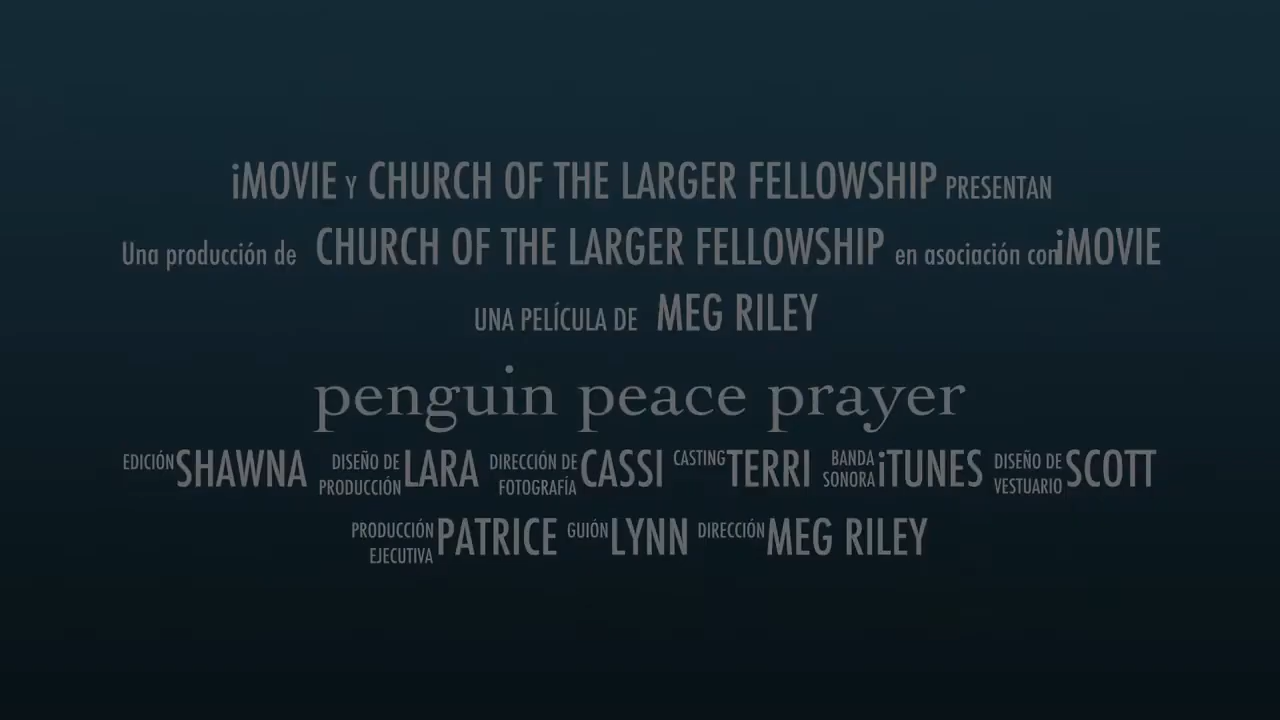 iMOVIE Y CHURCH OF THE LARGER FELLOWSHIP PRESENTAN
Una producción de CHURCH OF THE LARGER FELLOWSHIP en asociación con iMOVIE
UNA PELÍCULA DE MEG RILEY
penguin peace prayer
EDICIÓN SHAWNA DISEÑO DE PRODUCCIÓN LARA DIRECCIÓN DE FOTOGRAFÍA CASSI CASTING TERRI BANDA SONORA iTUNES DISEÑO DE VESTUARIO SCOTT
PRODUCCIÓN EJECUTIVA PATRICE GUIÓN LYNN DIRECCIÓN MEG RILEY